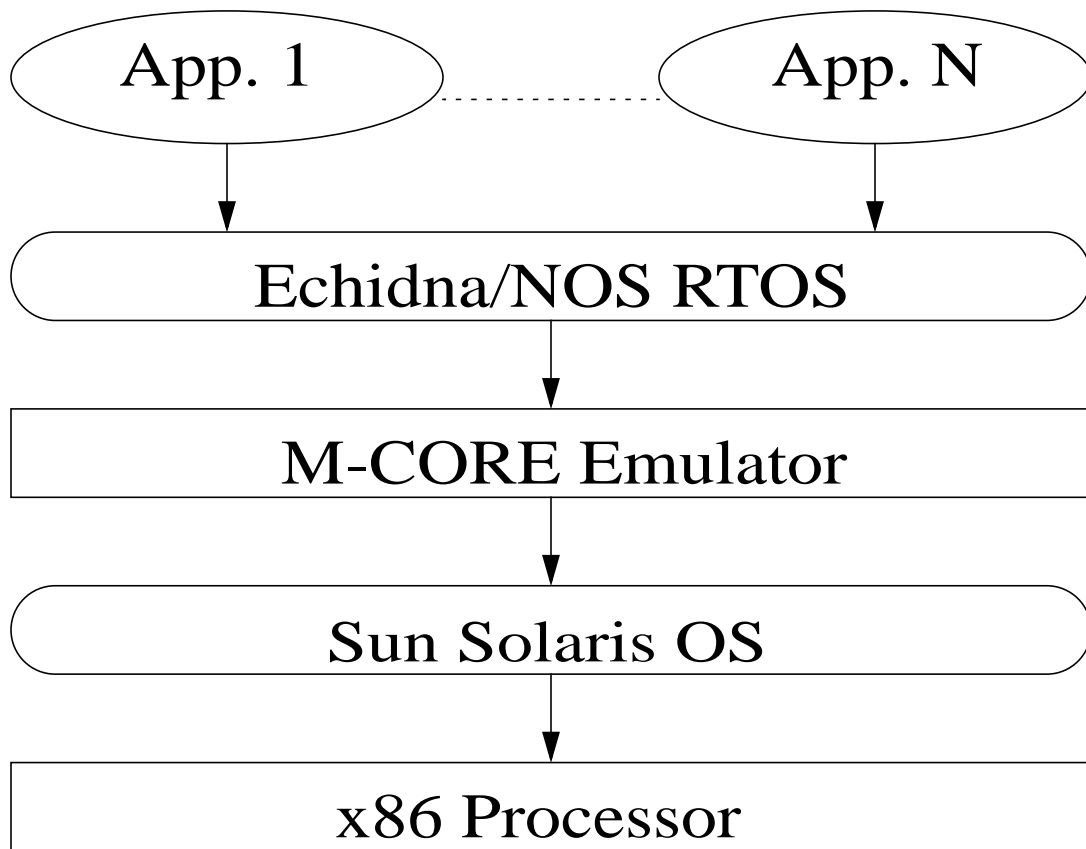 App. 1
App. N
Echidna/NOS RTOS
M-CORE Emulator
Sun Solaris OS
x86 Processor